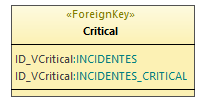 «ForeignKey»
Critical
ID_VCritical:INCIDENTES
ID_VCritical:INCIDENTES_CRITICAL